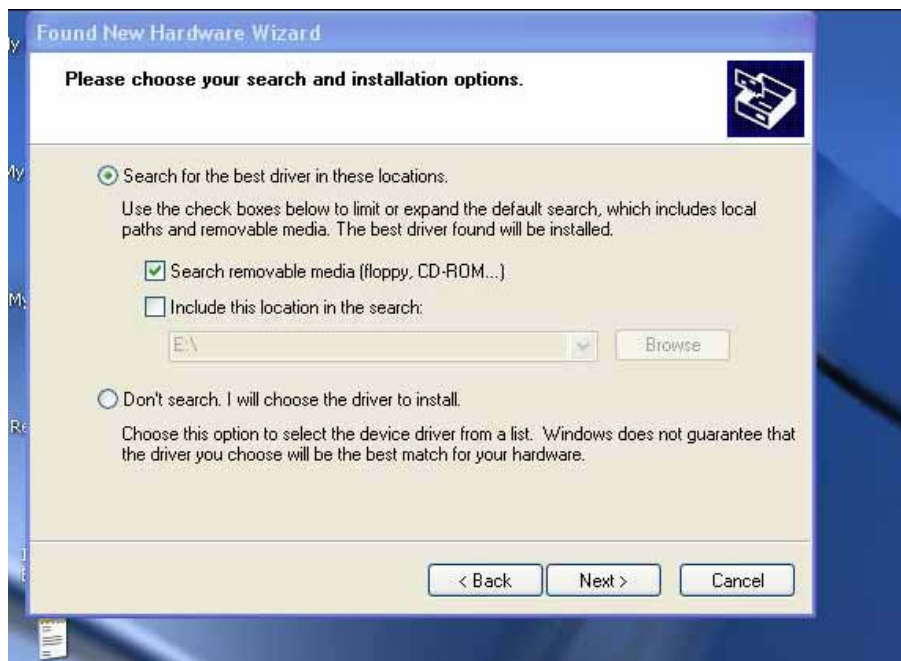 Found New Hardware Wizard
Please choose your search and installation options.
Search for the best driver in these locations.
Use the check boxes below to limit or expand the default search, which includes local
paths and removable media. The best driver found will be installed.
Search removable media (floppy, CD-ROM...)
Include this location in the search:
E:\
Browse
Don't search. I will choose the driver to install.
Choose this option to select the device driver from a list.  Windows does not guarantee that
the driver you choose will be the best match for your hardware.
< Back
Next >
Cancel